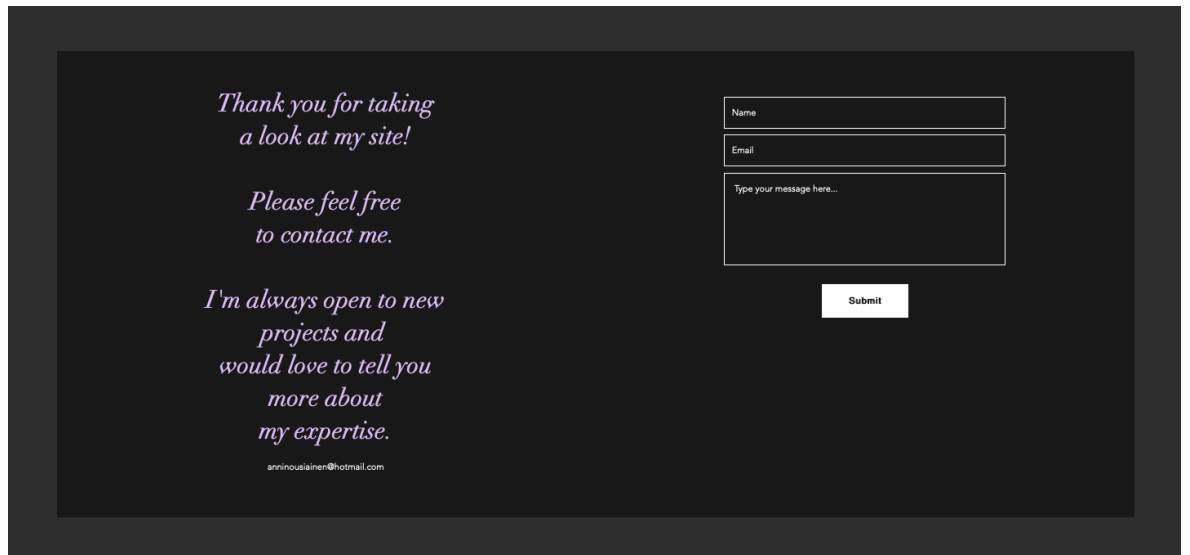 Thank you for taking
a look at my site!
Please feel free
to contact me.
I'm always open to new
projects and
would love to tell you
more about
my expertise.
anninousiainen@hotmail.com
Name
Email
Type your message here...
Submit